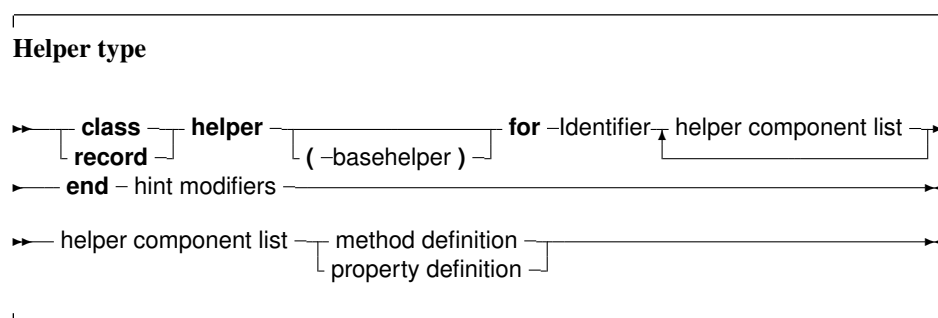 Helper type
class helper for Identifier helper component list
record ( basehelper )
end hint modifiers
helper component list method definition
property definition